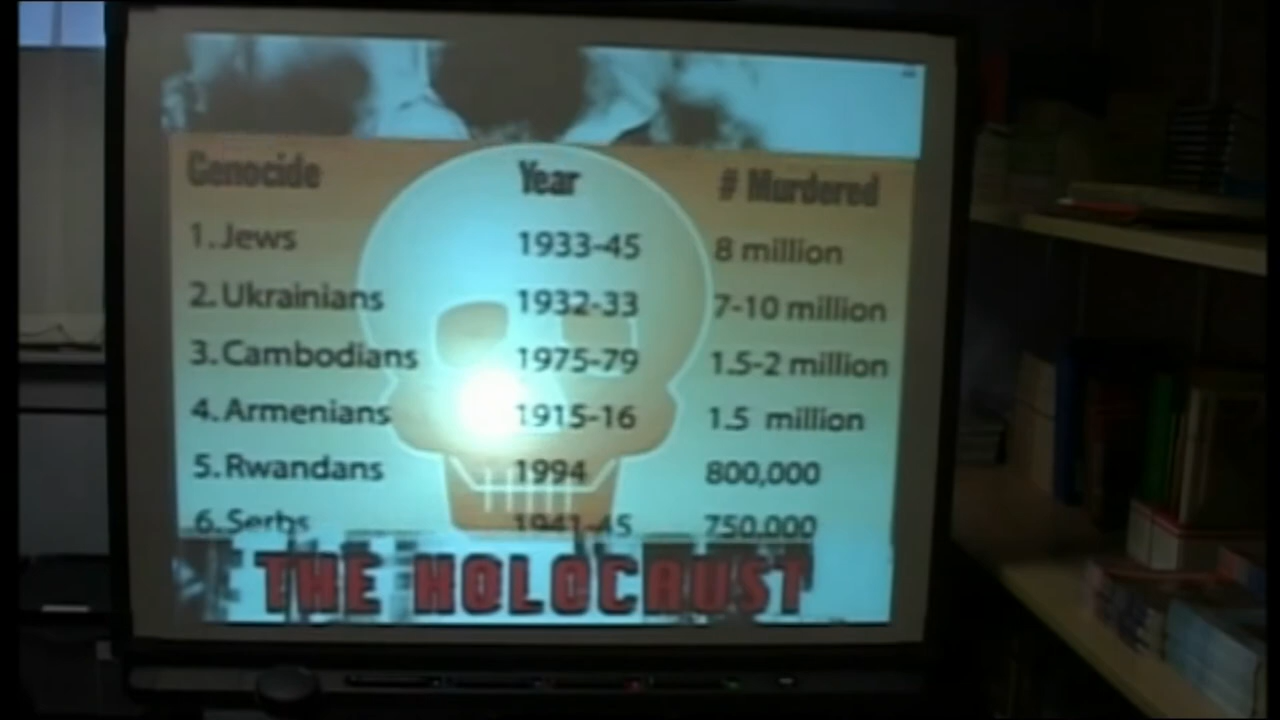 Genocide Year # Murdered
1. Jews 1933-45 8 million
2. Ukrainians 1932-33 7-10 million
3. Cambodians 1975-79 1.5-2 million
4. Armenians 1915-16 1.5 million
5. Rwandans 1994 800,000
6. Serbs 1941-45 750,000
THE HOLOCAUST